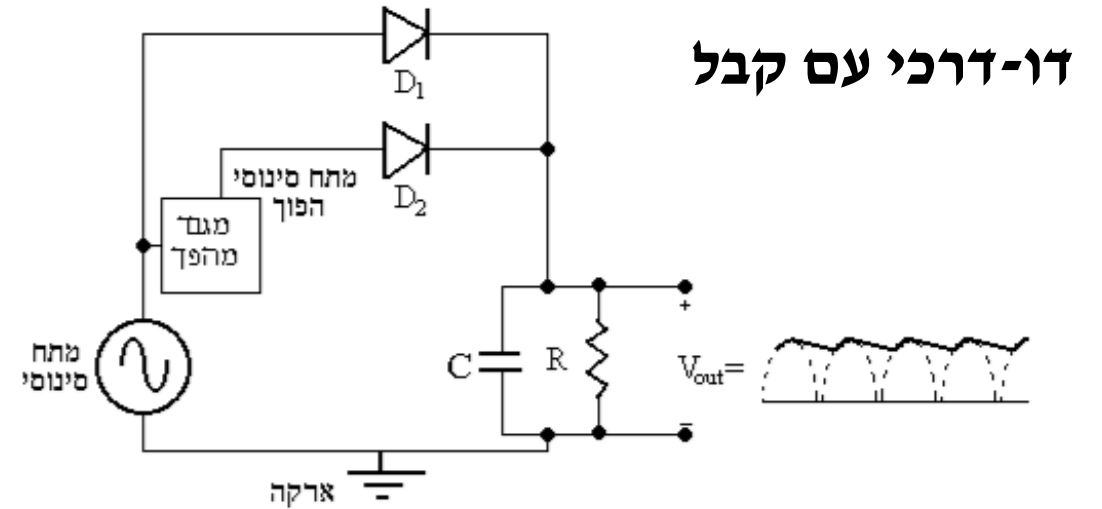 דו-דרכי עם קבל
D1
מתח סינוסי
הפוך
D2
מגבר
מהפך
מתח
סינוסי
C
R
+
Vout=
-
ארקה